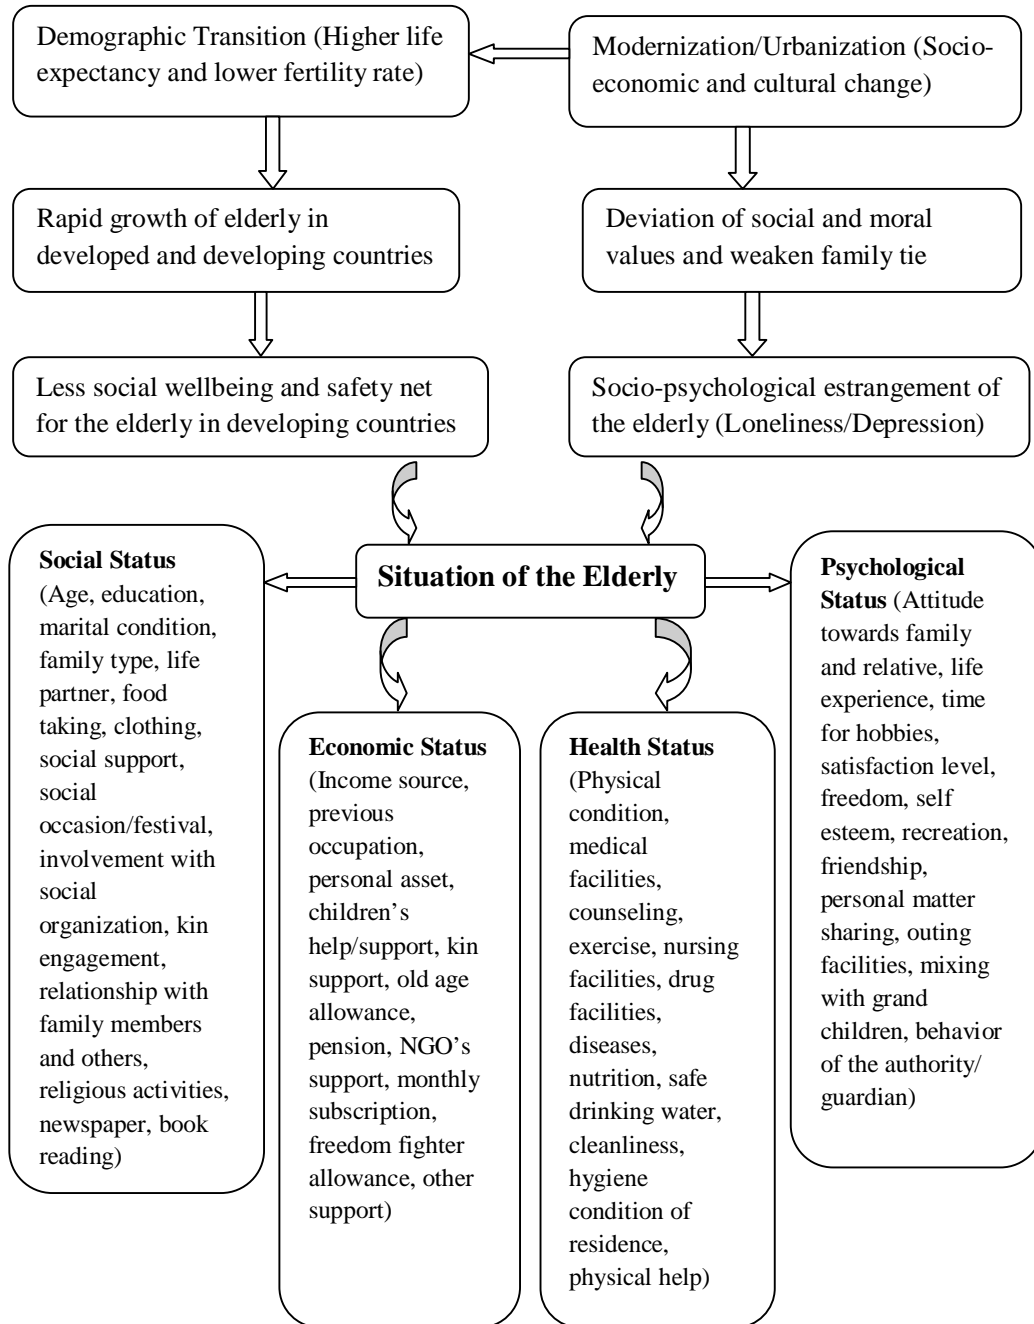 Demographic Transition (Higher life
expectancy and lower fertility rate)
Modernization/Urbanization (Socio-
economic and cultural change)
Rapid growth of elderly in
developed and developing countries
Deviation of social and moral
values and weaken family tie
Less social wellbeing and safety net
for the elderly in developing countries
Socio-psychological estrangement of
the elderly (Loneliness/Depression)
Situation of the Elderly
Social Status
(Age, education,
marital condition,
family type, life
partner, food
taking, clothing,
social support,
social
occasion/festival,
involvement with
social
organization, kin
engagement,
relationship with
family members
and others,
religious activities,
newspaper, book
reading)
Economic Status
(Income source,
previous
occupation,
personal asset,
children’s
help/support, kin
support, old age
allowance,
pension, NGO’s
support, monthly
subscription,
freedom fighter
allowance, other
support)
Health Status
(Physical
condition,
medical
facilities,
counseling,
exercise, nursing
facilities, drug
facilities,
diseases,
nutrition, safe
drinking water,
cleanliness,
hygiene
condition of
residence,
physical help)
Psychological
Status (Attitude
towards family
and relative, life
experience, time
for hobbies,
satisfaction level,
freedom, self
esteem, recreation,
friendship,
personal matter
sharing, outing
facilities, mixing
with grand
children, behavior
of the authority/
guardian)